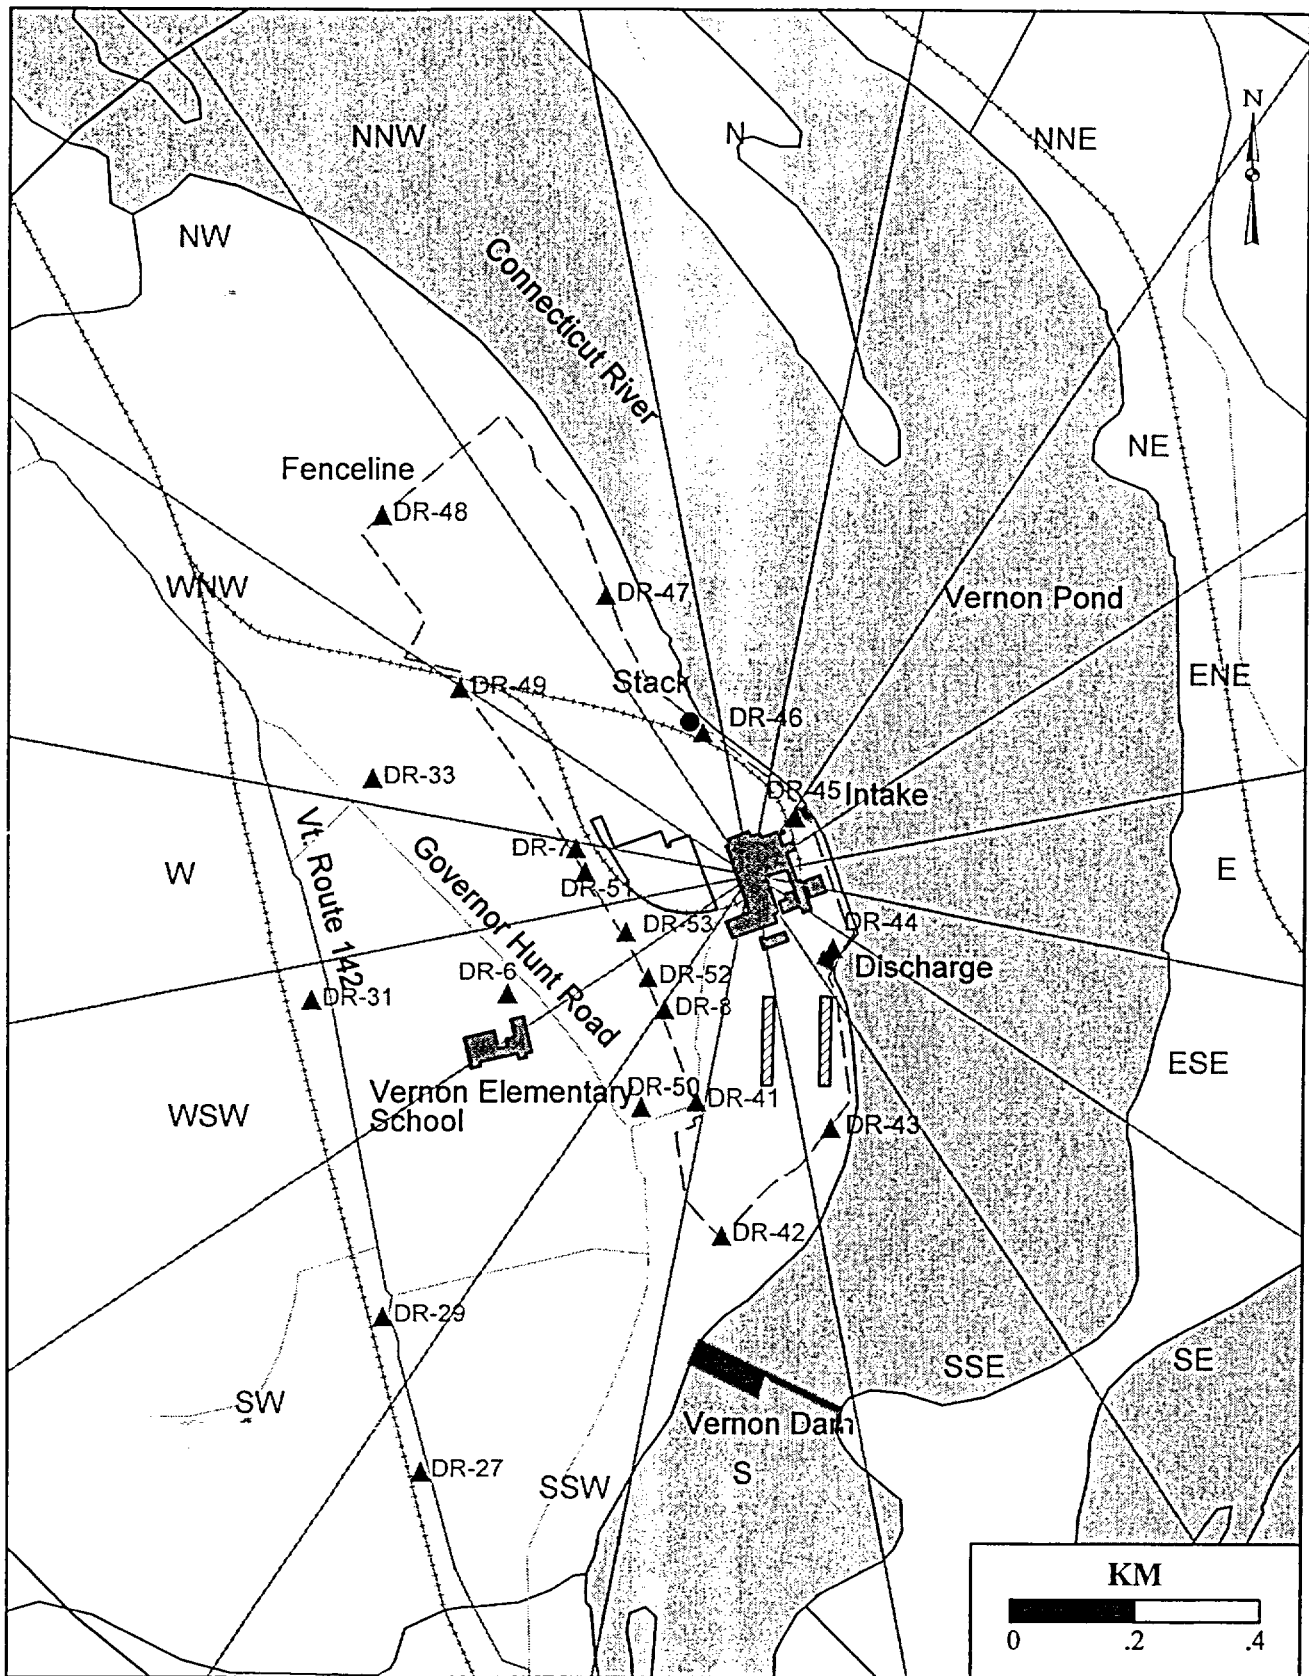 N
NNW
N
NNE
NW
Connecticut River
NE
Fenceline
DR-48
WNW
DR-47
Vernon Pond
Stack
ENE
DR-49
DR-46
DR-33
DR-45
Intake
Vt. Route 142
Governor Hunt Road
DR-7
W
E
DR-51
DR-53
DR-44
DR-6
DR-52
Discharge
DR-31
DR-8
ESE
Vernon Elementary
School
DR-50
DR-41
WSW
DR-43
DR-42
DR-29
SSE
SE
SW
Vernon Dam
DR-27
S
SSW
KM
0 .2 .4